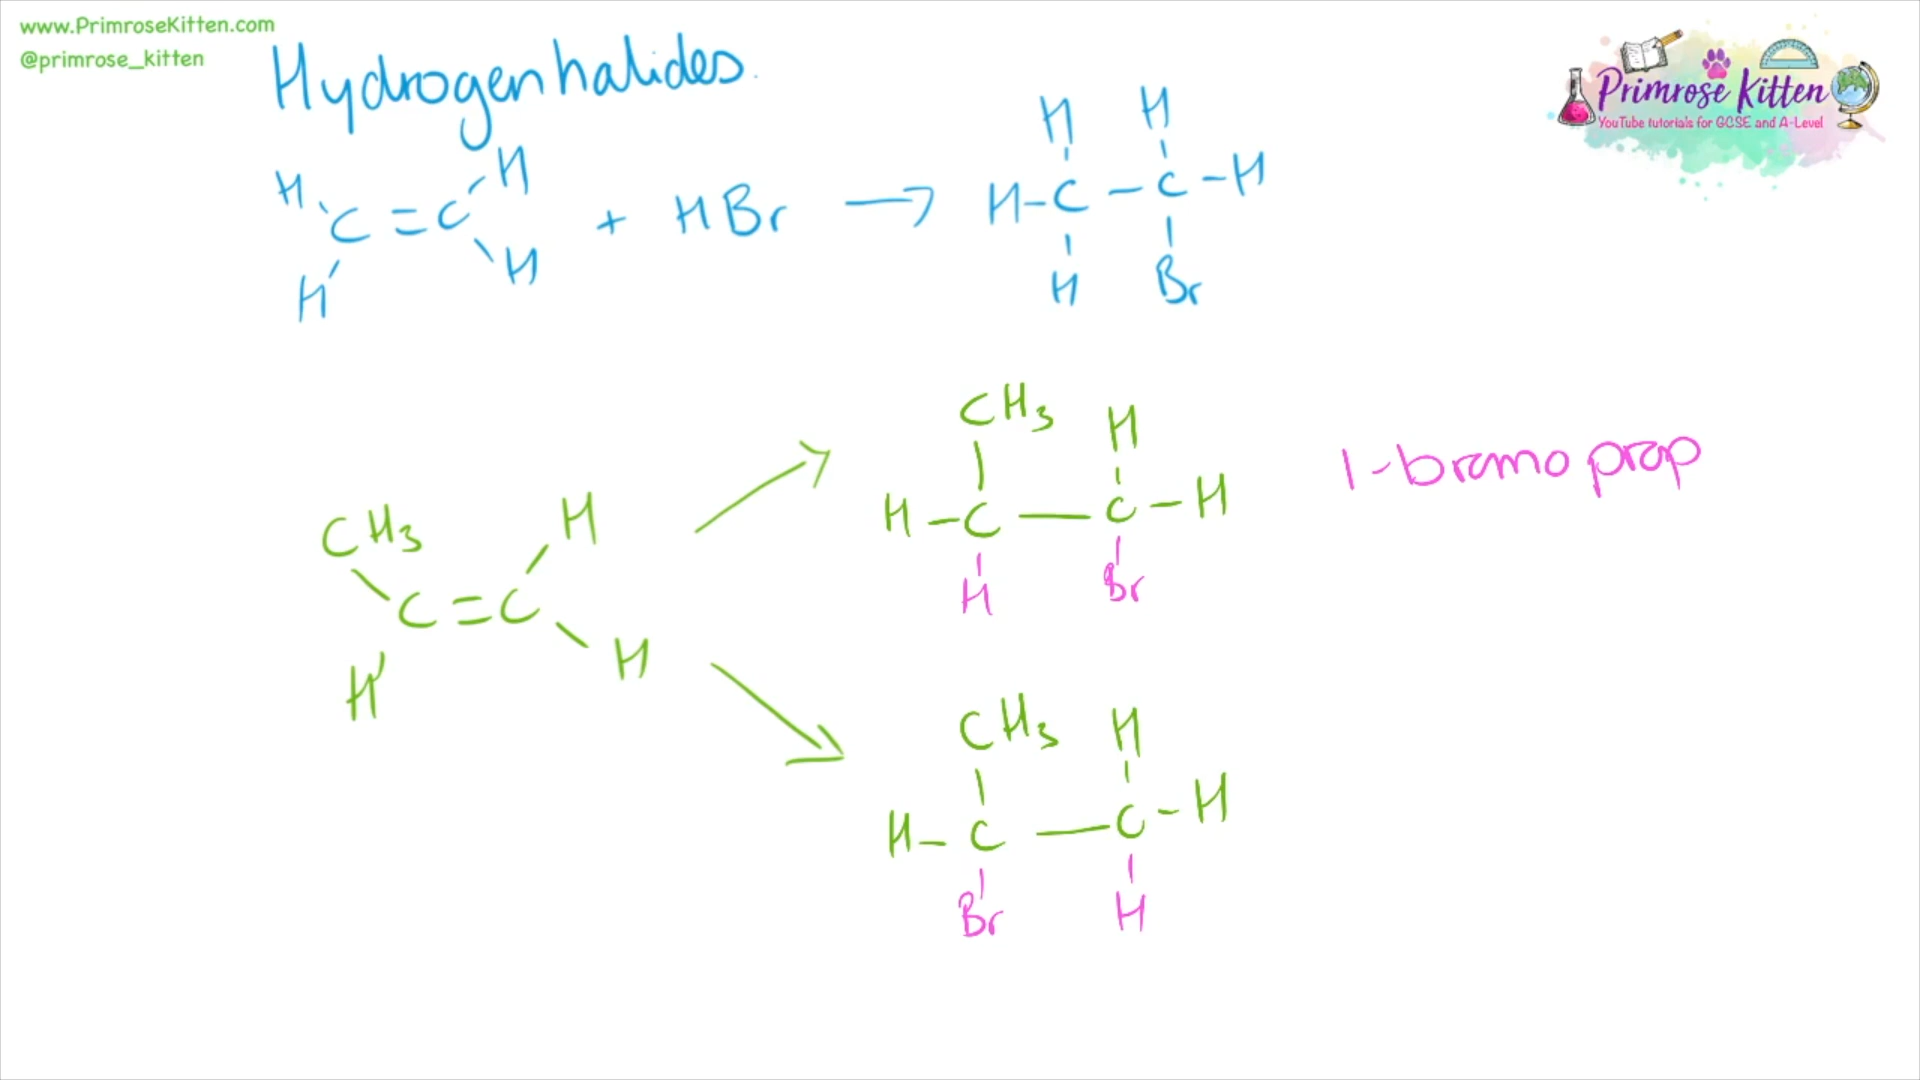 www.PrimroseKitten.com
@primrose_kitten
Hydrogen halides.
Primrose Kitten
YouTube tutorials for GCSE and A-Level
H H
H C = C H + H Br → H - C - C - H
H H H Br
CH3 H
H - C - C - H
H Br
1-bromo prop
CH3 H
C = C
H H
CH3 H
H - C - C - H
Br H